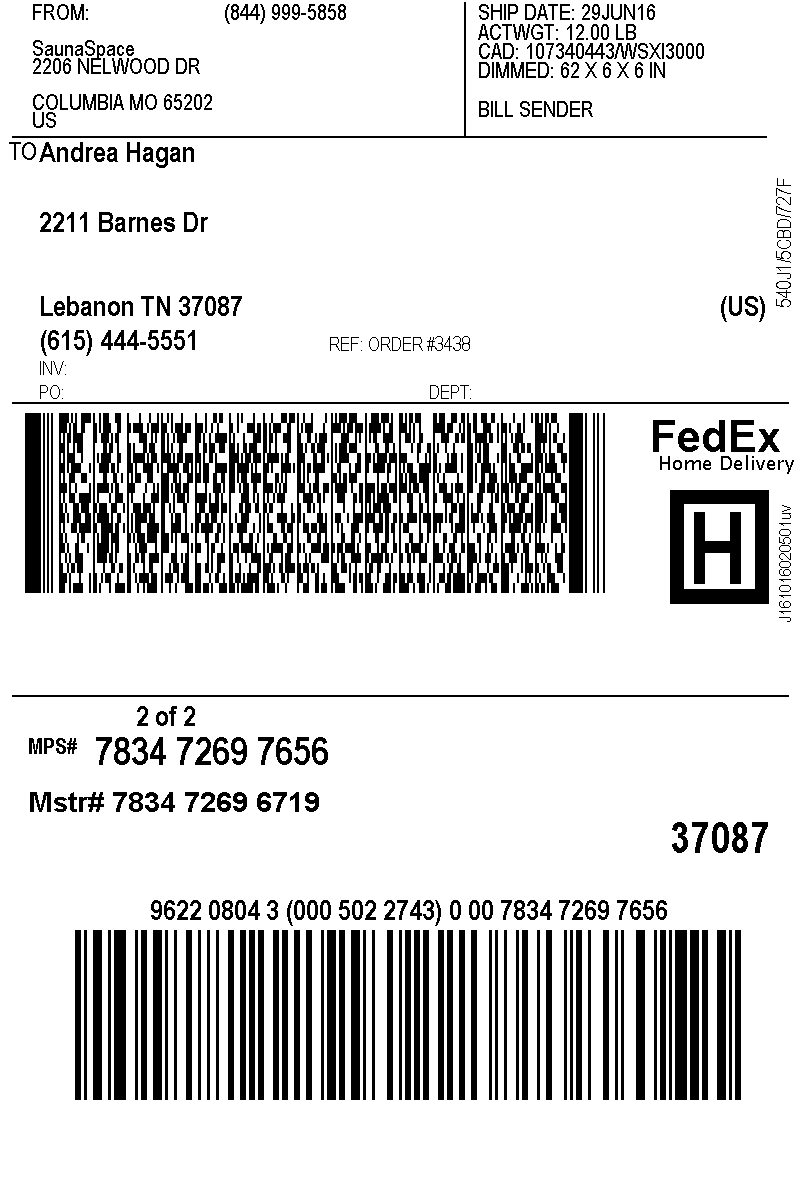 FROM: (844) 999-5858
SaunaSpace
2206 NELWOOD DR
COLUMBIA MO 65202
US
SHIP DATE: 29JUN16
ACTWGT: 12.00 LB
CAD: 107340443/WSXI3000
DIMMED: 62 X 6 X 6 IN
BILL SENDER
TO Andrea Hagan
2211 Barnes Dr
Lebanon TN 37087 (US)
(615) 444-5551 REF: ORDER #3438
INV:
PO: DEPT:
540J1/5CBD/727F
FedEx
Home Delivery
H
J161016020501uv
2 of 2
MPS# 7834 7269 7656
Mstr# 7834 7269 6719
37087
9622 0804 3 (000 502 2743) 0 00 7834 7269 7656